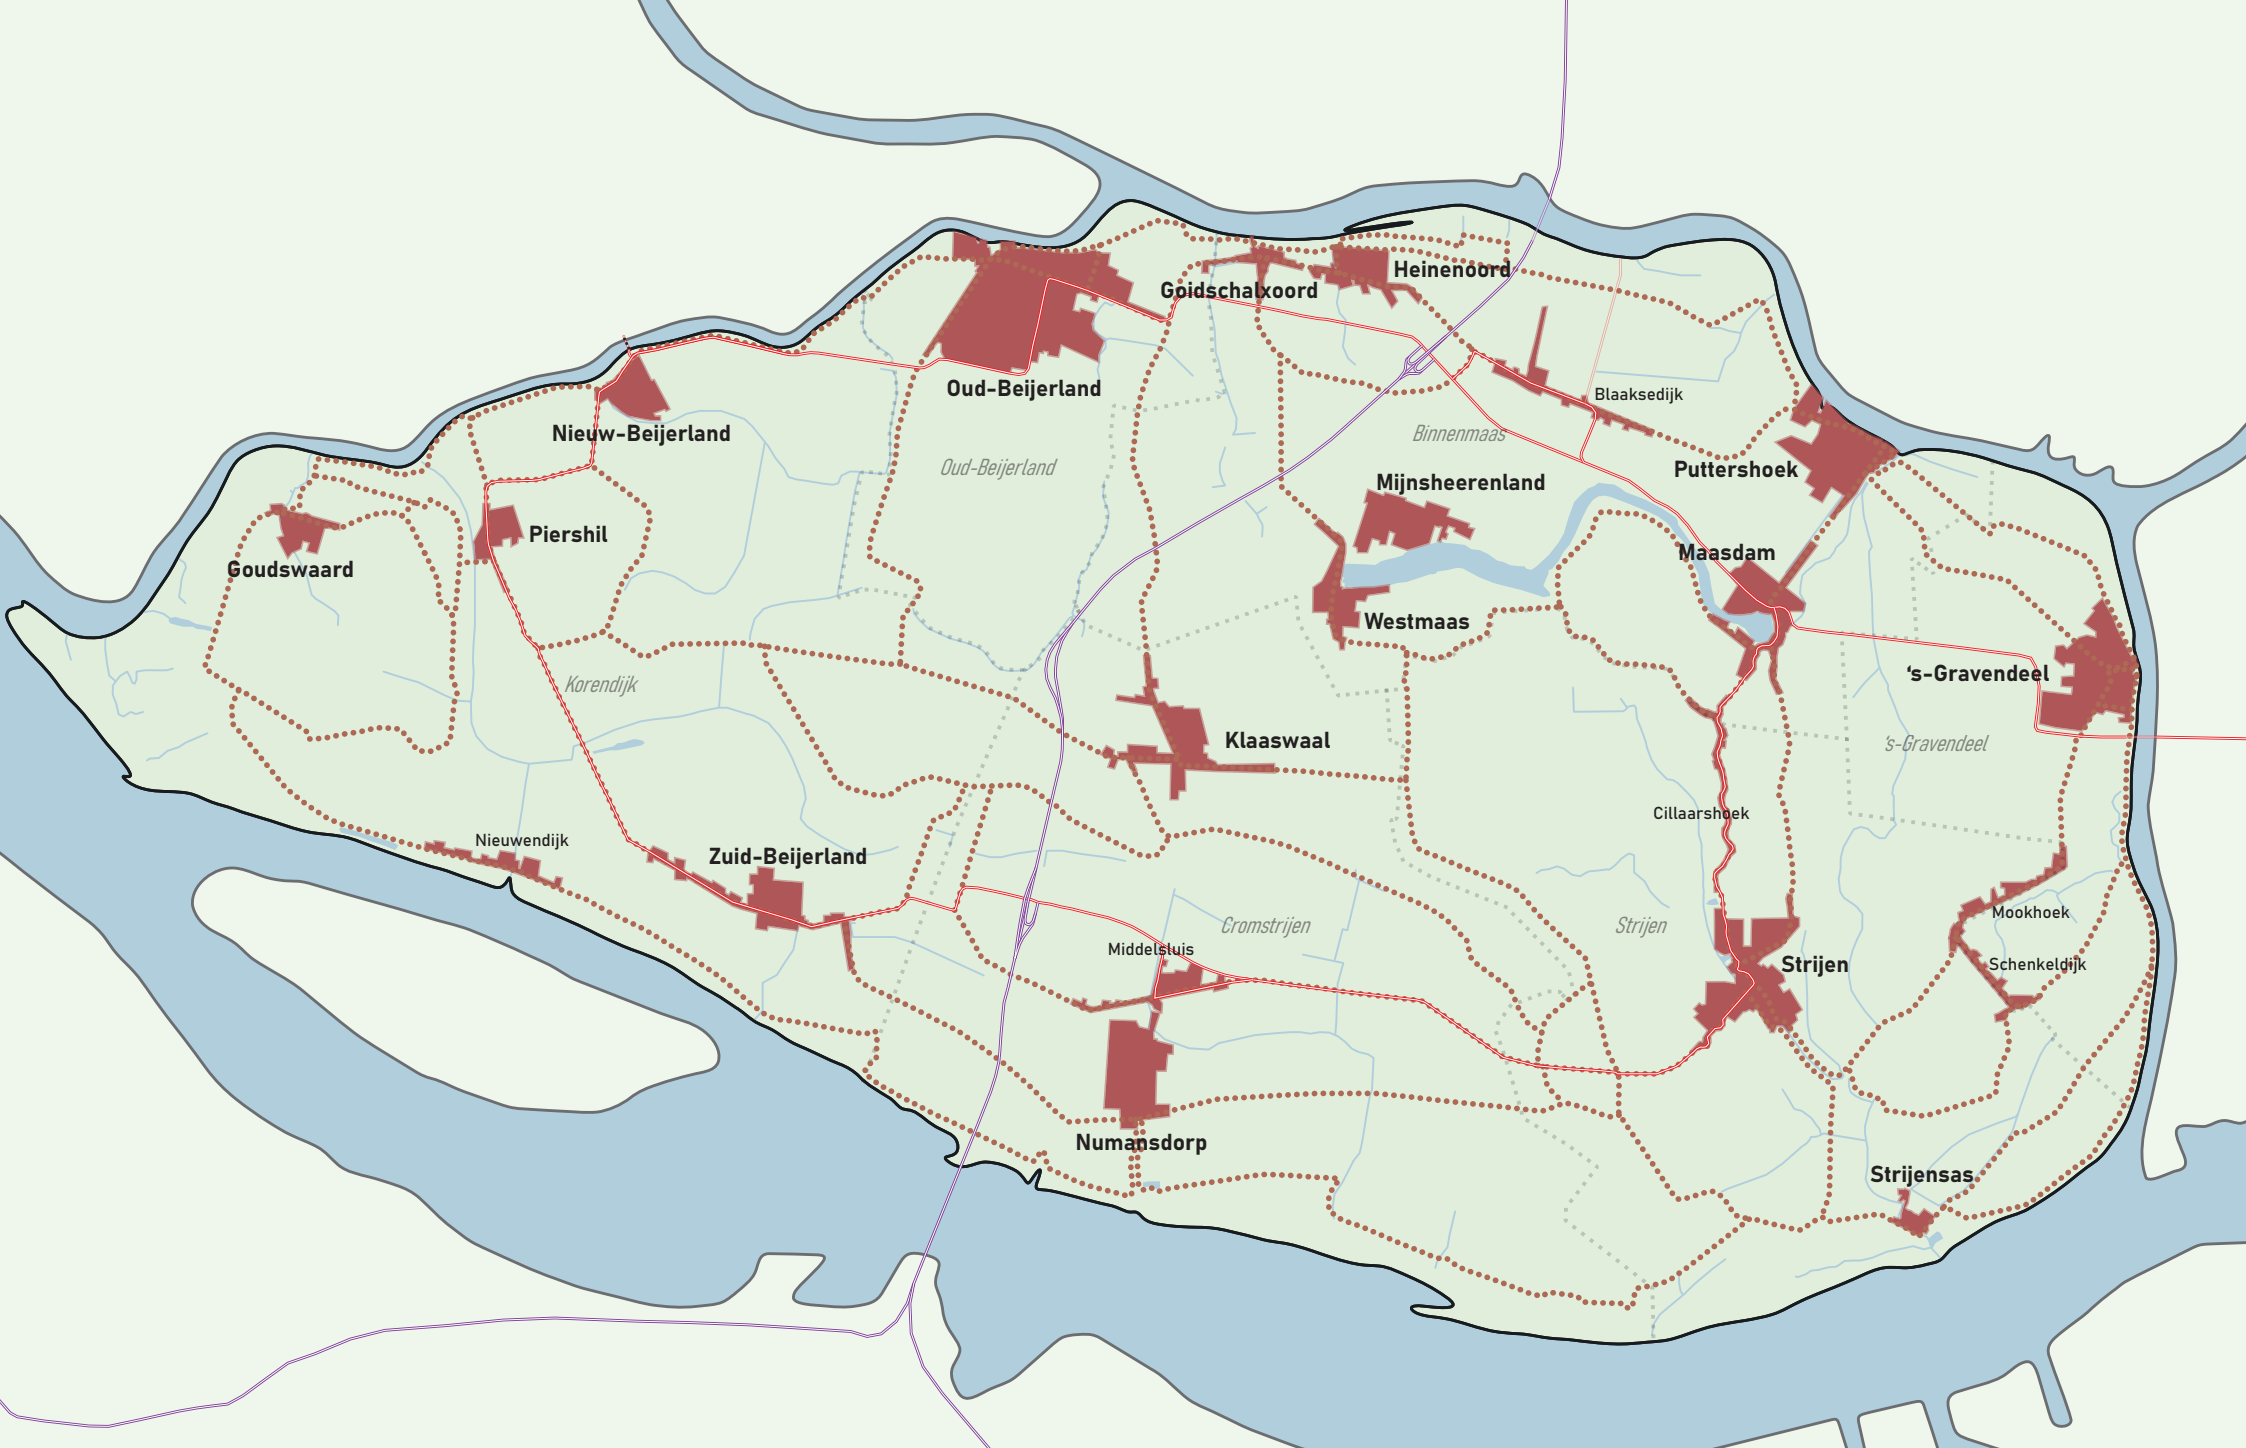 Heinenoord
Goidschalxoord
Oud-Beijerland
Blaaksedijk
Nieuw-Beijerland
Binnenmaas
Oud-Beijerland
Puttershoek
Mijnsheerenland
Piershil
Maasdam
Goudswaard
Westmaas
‘s-Gravendeel
Korendijk
Klaaswaal
‘s-Gravendeel
Cillaarshoek
Nieuwendijk
Zuid-Beijerland
Mookhoek
Cromstrijen
Strijen
Middelsluis
Strijen
Schenkeldijk
Numansdorp
Strijensas